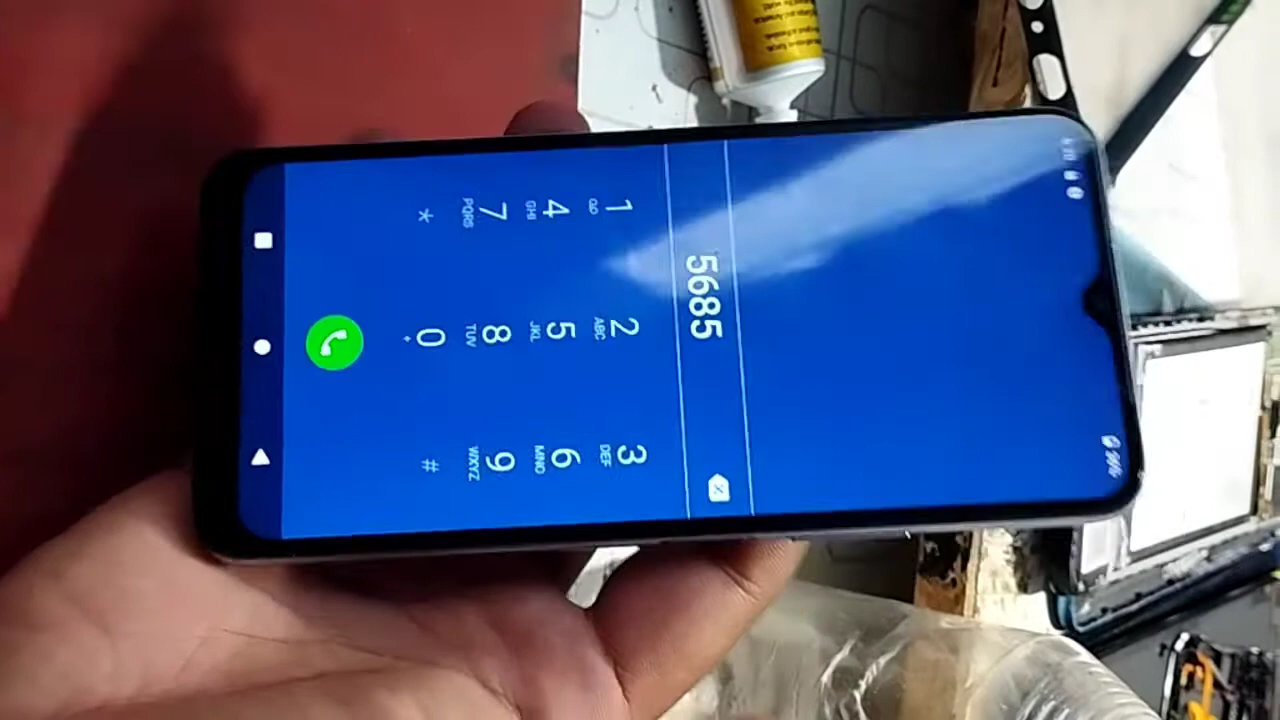 5685
1
2 ABC
3 DEF
4 GHI
5 JKL
6 MNO
7 PQRS
8 TUV
9 WXYZ
*
0 +
#